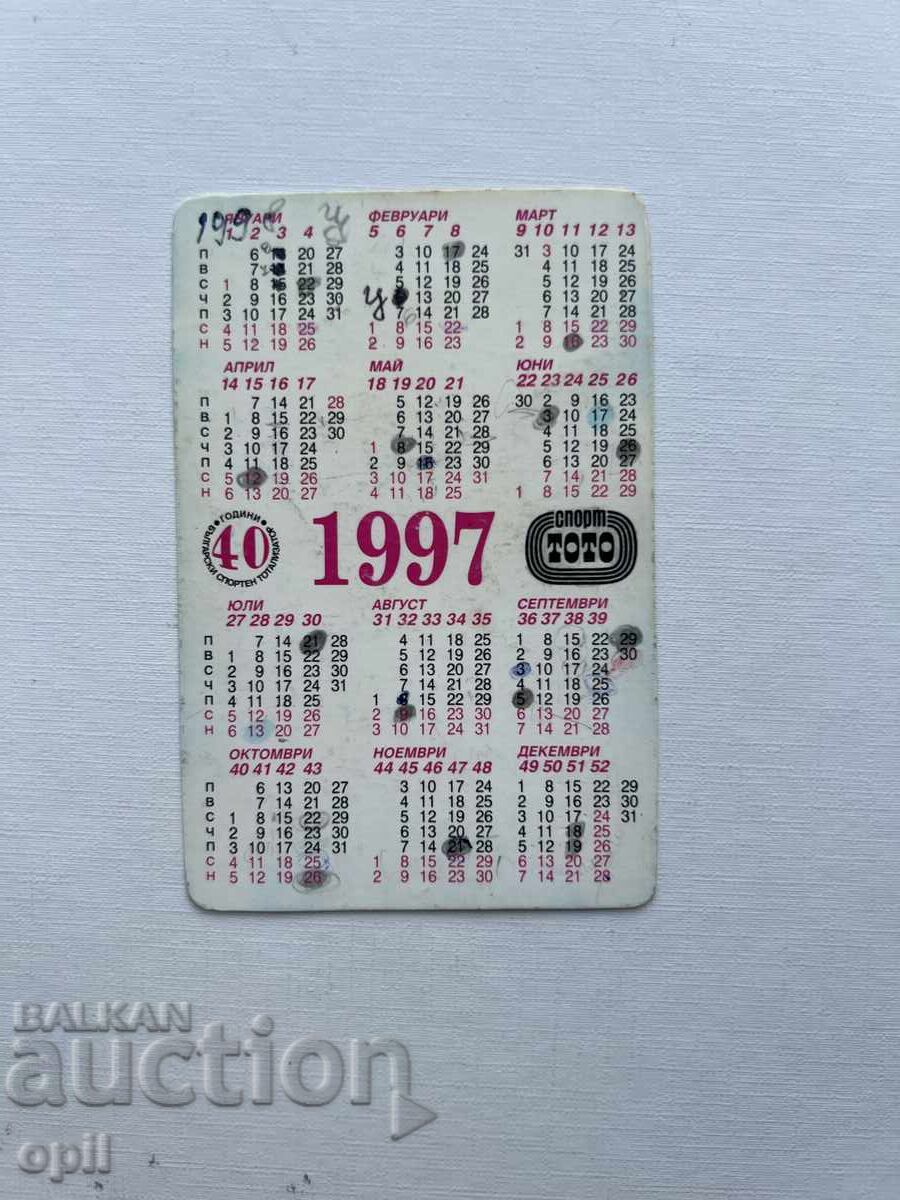 1998 Ц
ЯНУАРИ ФЕВРУАРИ МАРТ
1 2 3 4 5 6 7 8 9 10 11 12 13
П 6 13 20 27 3 10 17 24 31 3 10 17 24
В 7 14 21 28 4 11 18 25 4 11 18 25
С 1 8 15 22 29 5 12 19 26 5 12 19 26
Ч 2 9 16 23 30 Ц 6 13 20 27 6 13 20 27
П 3 10 17 24 31 7 14 21 28 7 14 21 28
С 4 11 18 25 1 8 15 22 1 8 15 22 29
Н 5 12 19 26 2 9 16 23 2 9 16 23 30
АПРИЛ МАЙ ЮНИ
14 15 16 17 18 19 20 21 22 23 24 25 26
П 7 14 21 28 5 12 19 26 30 2 9 16 23
В 1 8 15 22 29 6 13 20 27 3 10 17 24
С 2 9 16 23 30 7 14 21 28 4 11 18 25
Ч 3 10 17 24 1 8 15 22 29 5 12 19 26
П 4 11 18 25 2 9 16 23 30 6 13 20 27
С 5 12 19 26 3 10 17 24 31 7 14 21 28
Н 6 13 20 27 4 11 18 25 1 8 15 22 29
40 ГОДИНИ БЪЛГАРСКИ СПОРТЕН ТОТАЛИЗАТОР 1997 спорт ТОТО
ЮЛИ АВГУСТ СЕПТЕМВРИ
27 28 29 30 31 32 33 34 35 36 37 38 39
П 7 14 21 28 4 11 18 25 1 8 15 22 29
В 1 8 15 22 29 5 12 19 26 2 9 16 23 30
С 2 9 16 23 30 6 13 20 27 3 10 17 24
Ч 3 10 17 24 31 7 14 21 28 4 11 18 25
П 4 11 18 25 1 8 15 22 29 5 12 19 26
С 5 12 19 26 2 9 16 23 30 6 13 20 27
Н 6 13 20 27 3 10 17 24 31 7 14 21 28
ОКТОМВРИ НОЕМВРИ ДЕКЕМВРИ
40 41 42 43 44 45 46 47 48 49 50 51 52
П 6 13 20 27 3 10 17 24 1 8 15 22 29
В 7 14 21 28 4 11 18 25 2 9 16 23 30
С 1 8 15 22 29 5 12 19 26 3 10 17 24 31
Ч 2 9 16 23 30 6 13 20 27 4 11 18 25
П 3 10 17 24 31 7 14 21 28 5 12 19 26
С 4 11 18 25 1 8 15 22 29 6 13 20 27
Н 5 12 19 26 2 9 16 23 30 7 14 21 28
BALKAN
auction
opil